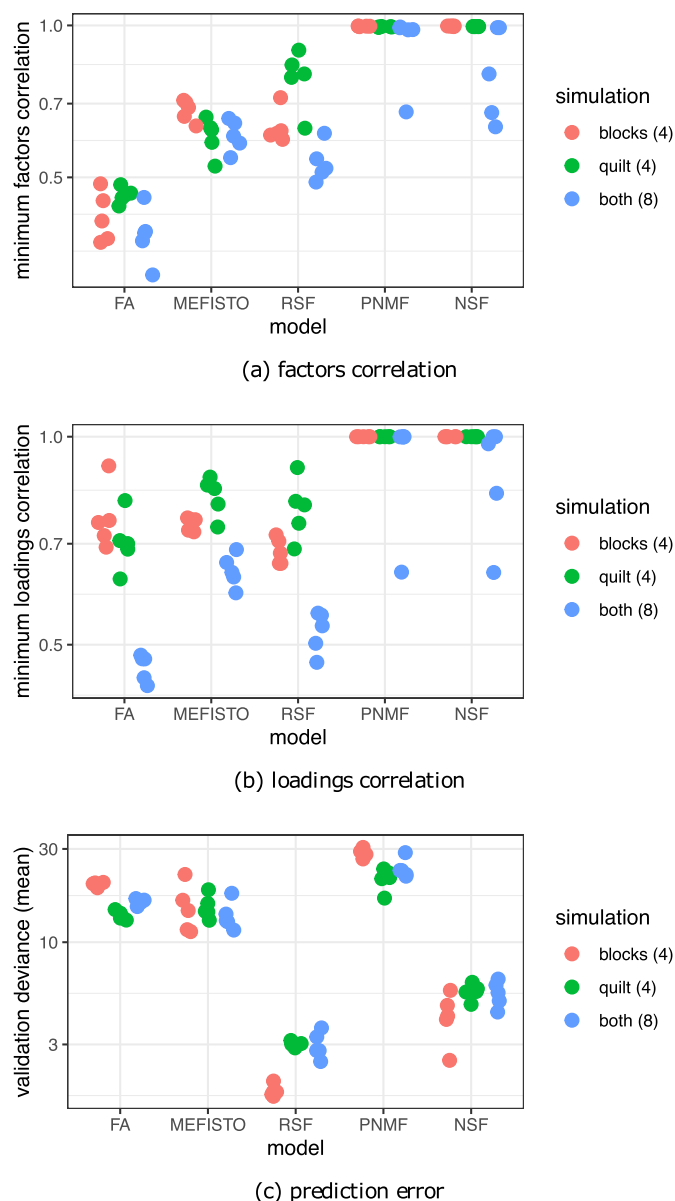 minimum factors correlation
1.0
0.7
0.5
FA MEFISTO RSF PNMF NSF
model
simulation
blocks (4)
quilt (4)
both (8)
(a) factors correlation
minimum loadings correlation
1.0
0.7
0.5
FA MEFISTO RSF PNMF NSF
model
simulation
blocks (4)
quilt (4)
both (8)
(b) loadings correlation
validation deviance (mean)
30
10
3
FA MEFISTO RSF PNMF NSF
model
simulation
blocks (4)
quilt (4)
both (8)
(c) prediction error